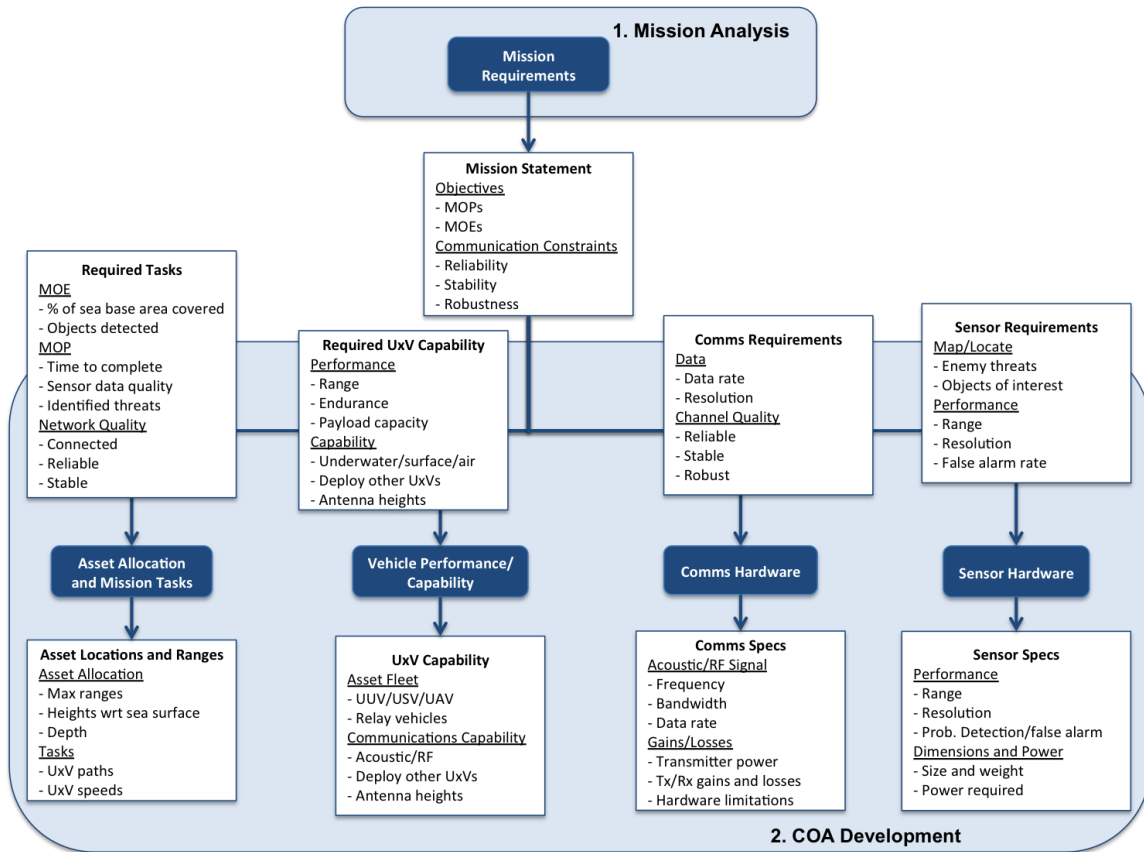 1. Mission Analysis
Mission
Requirements
Mission Statement
Objectives
- MOPs
- MOEs
Communication Constraints
- Reliability
- Stability
- Robustness
Required Tasks
MOE
- % of sea base area covered
- Objects detected
MOP
- Time to complete
- Sensor data quality
- Identified threats
Network Quality
- Connected
- Reliable
- Stable
Required UxV Capability
Performance
- Range
- Endurance
- Payload capacity
Capability
- Underwater/surface/air
- Deploy other UxVs
- Antenna heights
Comms Requirements
Data
- Data rate
- Resolution
Channel Quality
- Reliable
- Stable
- Robust
Sensor Requirements
Map/Locate
- Enemy threats
- Objects of interest
Performance
- Range
- Resolution
- False alarm rate
Asset Allocation
and Mission Tasks
Vehicle Performance/
Capability
Comms Hardware
Sensor Hardware
Asset Locations and Ranges
Asset Allocation
- Max ranges
- Heights wrt sea surface
- Depth
Tasks
- UxV paths
- UxV speeds
UxV Capability
Asset Fleet
- UUV/USV/UAV
- Relay vehicles
Communications Capability
- Acoustic/RF
- Deploy other UxVs
- Antenna heights
Comms Specs
Acoustic/RF Signal
- Frequency
- Bandwidth
- Data rate
Gains/Losses
- Transmitter power
- Tx/Rx gains and losses
- Hardware limitations
Sensor Specs
Performance
- Range
- Resolution
- Prob. Detection/false alarm
Dimensions and Power
- Size and weight
- Power required
2. COA Development